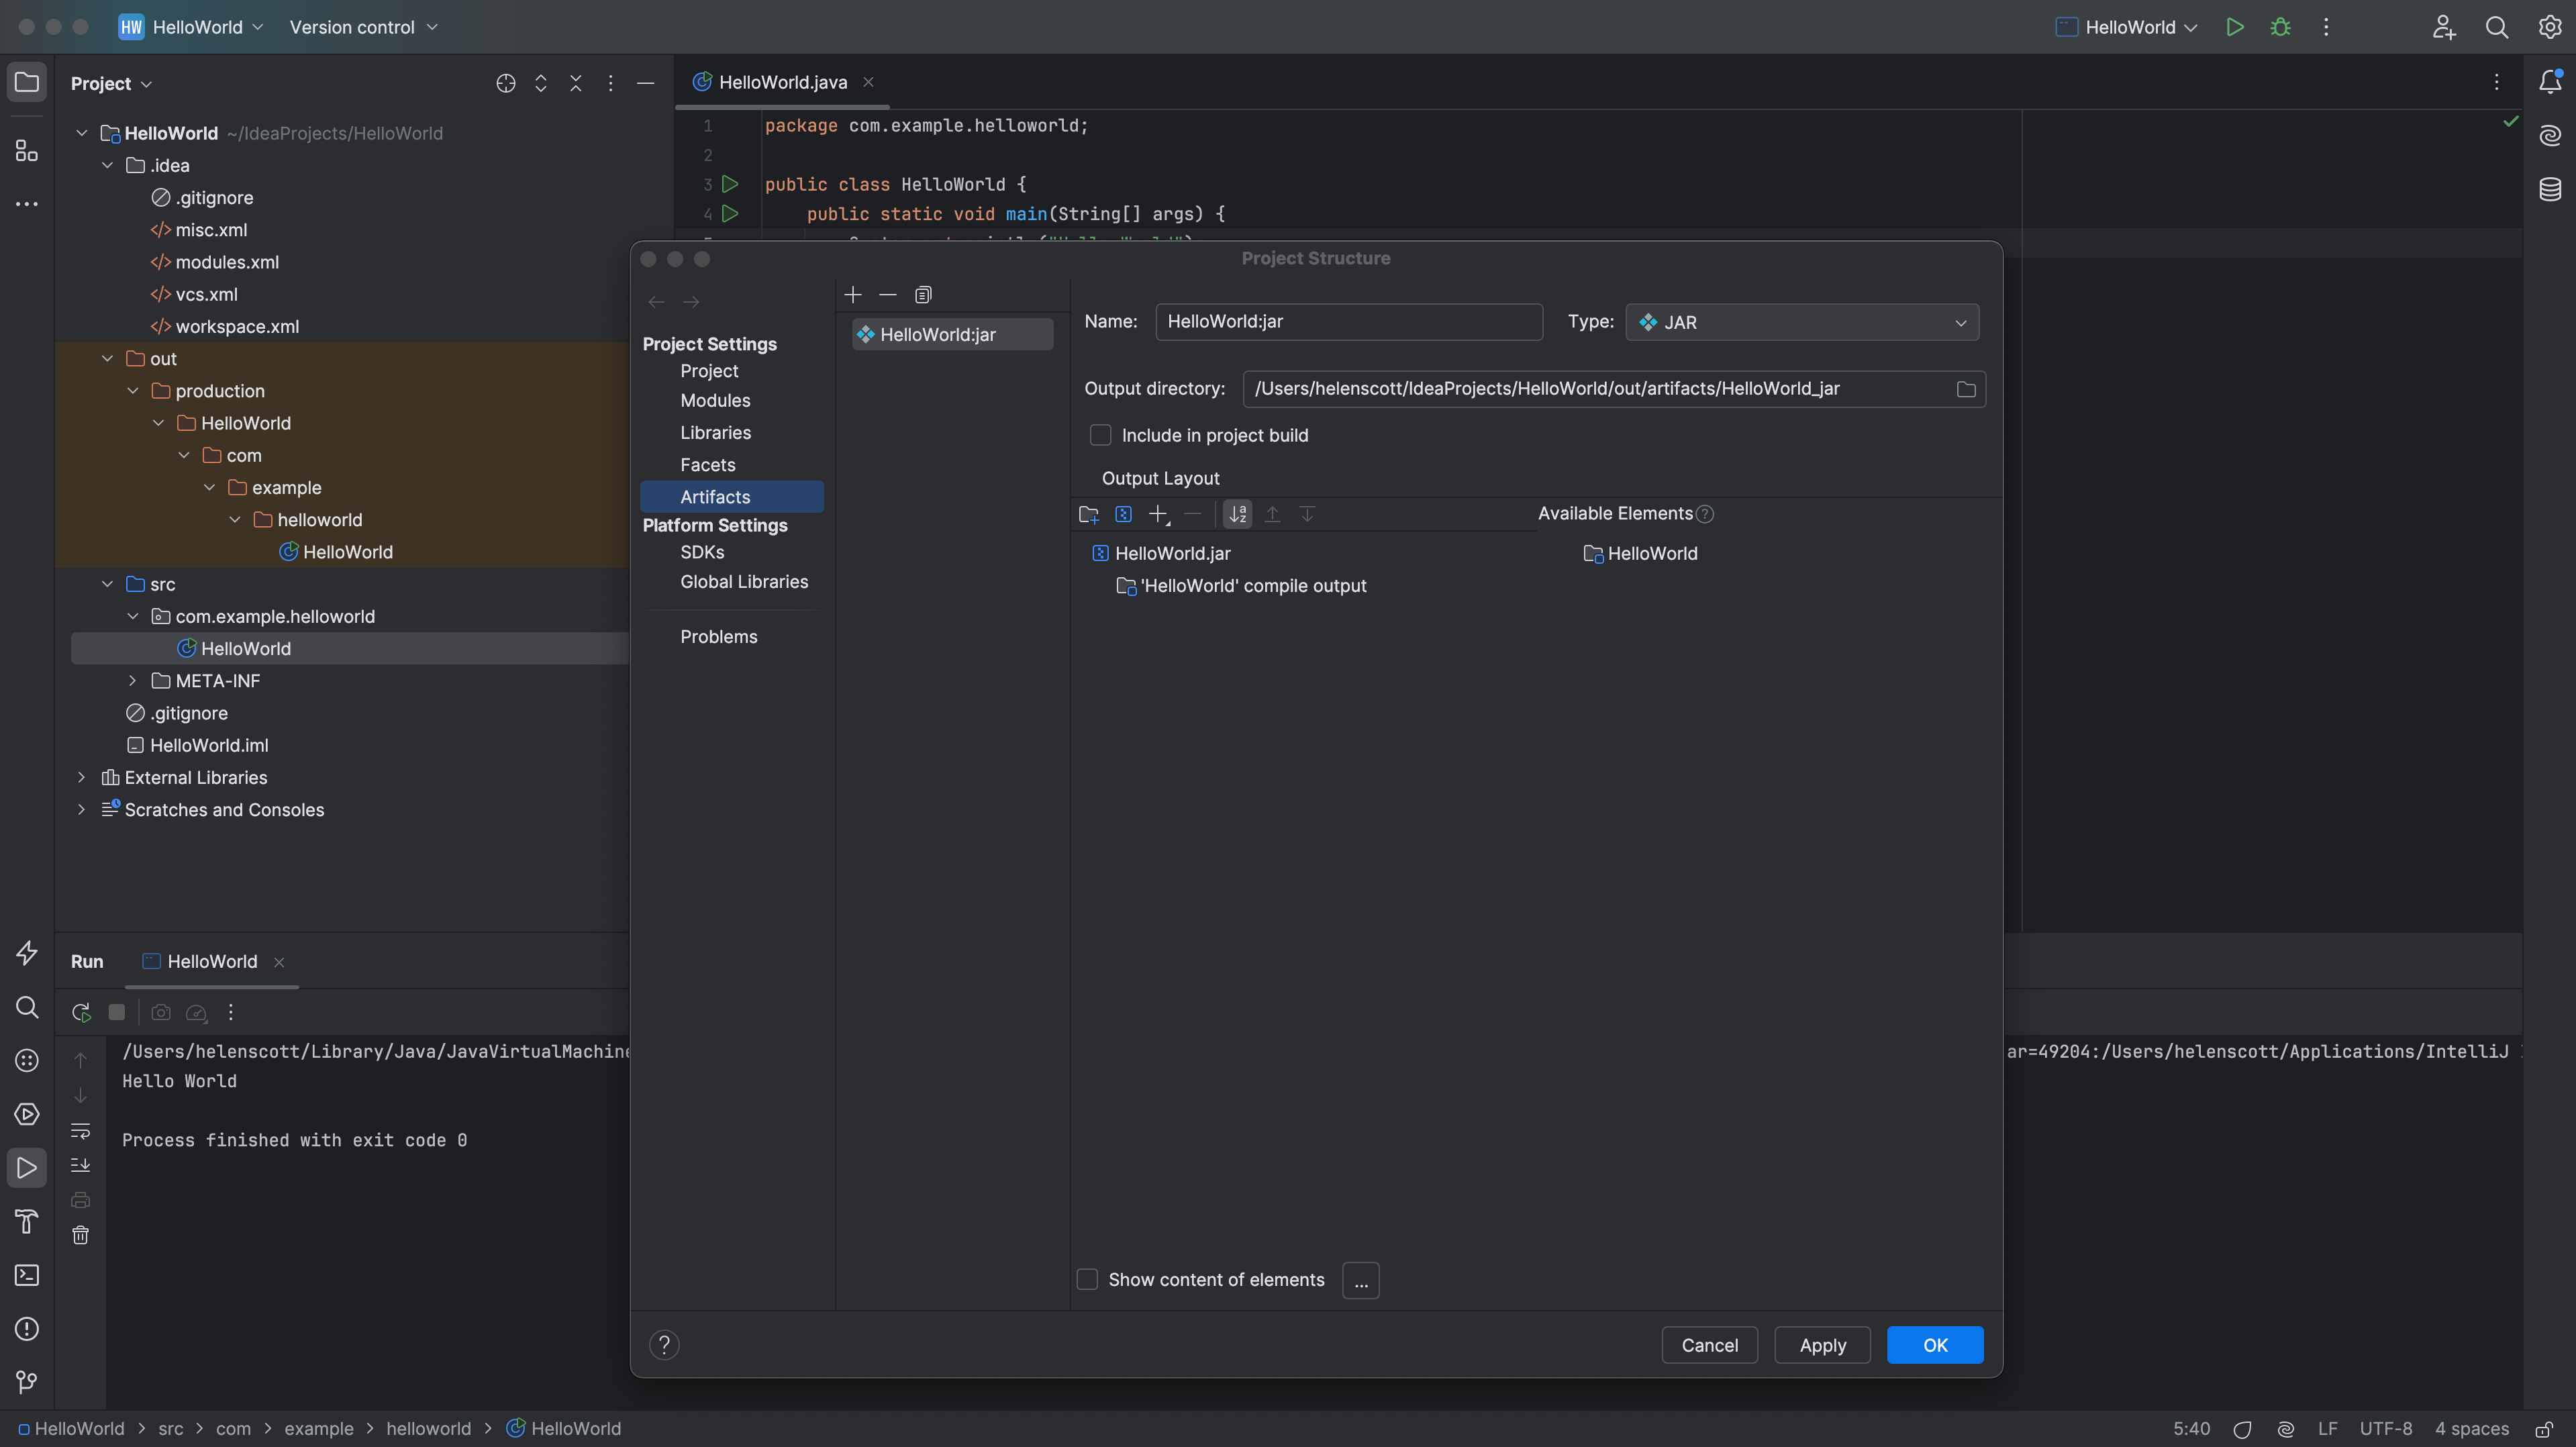 HW HelloWorld Version control HelloWorld
Project
HelloWorld ~/IdeaProjects/HelloWorld
.idea
.gitignore
misc.xml
modules.xml
vcs.xml
workspace.xml
out
production
HelloWorld
com
example
helloworld
HelloWorld
src
com.example.helloworld
HelloWorld
META-INF
.gitignore
HelloWorld.iml
External Libraries
Scratches and Consoles
HelloWorld.java
1 package com.example.helloworld;
2
3 public class HelloWorld {
4 public static void main(String[] args) {
Project Structure
Project Settings
Project
Modules
Libraries
Facets
Artifacts
Platform Settings
SDKs
Global Libraries
Problems
HelloWorld:jar
Name: HelloWorld:jar Type: JAR
Output directory: /Users/helenscott/IdeaProjects/HelloWorld/out/artifacts/HelloWorld_jar
Include in project build
Output Layout
Available Elements ?
HelloWorld.jar
'HelloWorld' compile output
HelloWorld
Show content of elements ...
? Cancel Apply OK
Run HelloWorld
/Users/helenscott/Library/Java/JavaVirtualMachine
ar=49204:/Users/helenscott/Applications/IntelliJ
Hello World
Process finished with exit code 0
HelloWorld > src > com > example > helloworld > HelloWorld
5:40 LF UTF-8 4 spaces